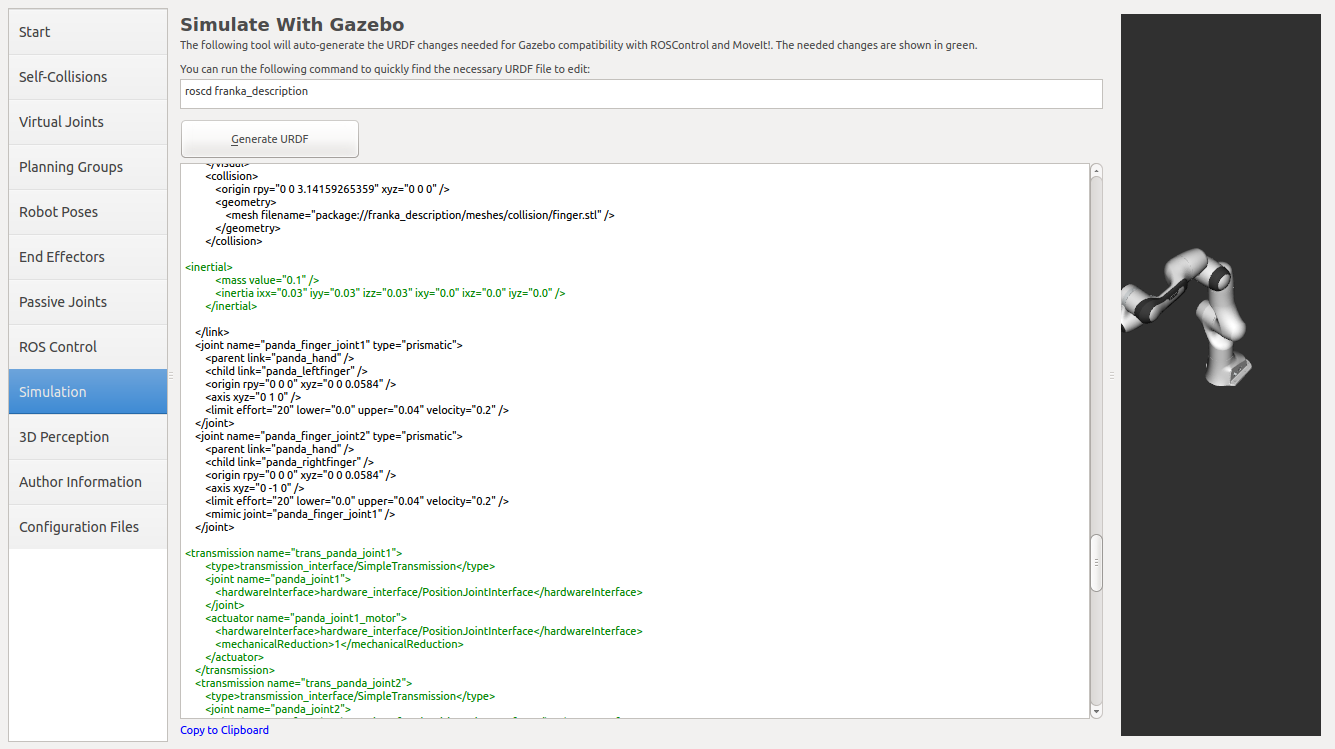 Start
Self-Collisions
Virtual Joints
Planning Groups
Robot Poses
End Effectors
Passive Joints
ROS Control
Simulation
3D Perception
Author Information
Configuration Files
Simulate With Gazebo
The following tool will auto-generate the URDF changes needed for Gazebo compatibility with ROSControl and MoveIt!. The needed changes are shown in green.
You can run the following command to quickly find the necessary URDF file to edit:
roscd franka_description
Generate URDF
</visual>
<collision>
<origin rpy="0 0 3.14159265359" xyz="0 0 0" />
<geometry>
<mesh filename="package://franka_description/meshes/collision/finger.stl" />
</geometry>
</collision>
<inertial>
<mass value="0.1" />
<inertia ixx="0.03" iyy="0.03" izz="0.03" ixy="0.0" ixz="0.0" iyz="0.0" />
</inertial>
</link>
<joint name="panda_finger_joint1" type="prismatic">
<parent link="panda_hand" />
<child link="panda_leftfinger" />
<origin rpy="0 0 0" xyz="0 0 0.0584" />
<axis xyz="0 1 0" />
<limit effort="20" lower="0.0" upper="0.04" velocity="0.2" />
</joint>
<joint name="panda_finger_joint2" type="prismatic">
<parent link="panda_hand" />
<child link="panda_rightfinger" />
<origin rpy="0 0 0" xyz="0 0 0.0584" />
<axis xyz="0 -1 0" />
<limit effort="20" lower="0.0" upper="0.04" velocity="0.2" />
<mimic joint="panda_finger_joint1" />
</joint>
<transmission name="trans_panda_joint1">
<type>transmission_interface/SimpleTransmission</type>
<joint name="panda_joint1">
<hardwareInterface>hardware_interface/PositionJointInterface</hardwareInterface>
</joint>
<actuator name="panda_joint1_motor">
<hardwareInterface>hardware_interface/PositionJointInterface</hardwareInterface>
<mechanicalReduction>1</mechanicalReduction>
</actuator>
</transmission>
<transmission name="trans_panda_joint2">
<type>transmission_interface/SimpleTransmission</type>
<joint name="panda_joint2">
Copy to Clipboard